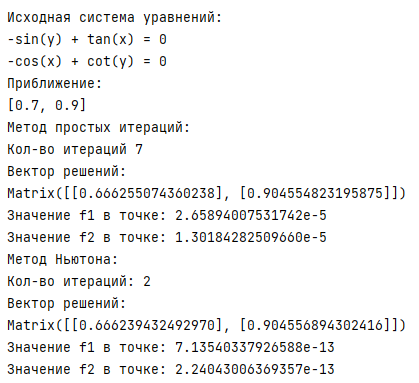 Исходная система уравнений:
-sin(y) + tan(x) = 0
-cos(x) + cot(y) = 0
Приближение:
[0.7, 0.9]
Метод простых итераций:
Кол-во итераций 7
Вектор решений:
Matrix([[0.666255074360238], [0.904554823195875]])
Значение f1 в точке: 2.65894007531742e-5
Значение f2 в точке: 1.30184282509660e-5
Метод Ньютона:
Кол-во итераций: 2
Вектор решений:
Matrix([[0.666239432492970], [0.904556894302416]])
Значение f1 в точке: 7.13540337926588e-13
Значение f2 в точке: 2.24043006369357e-13